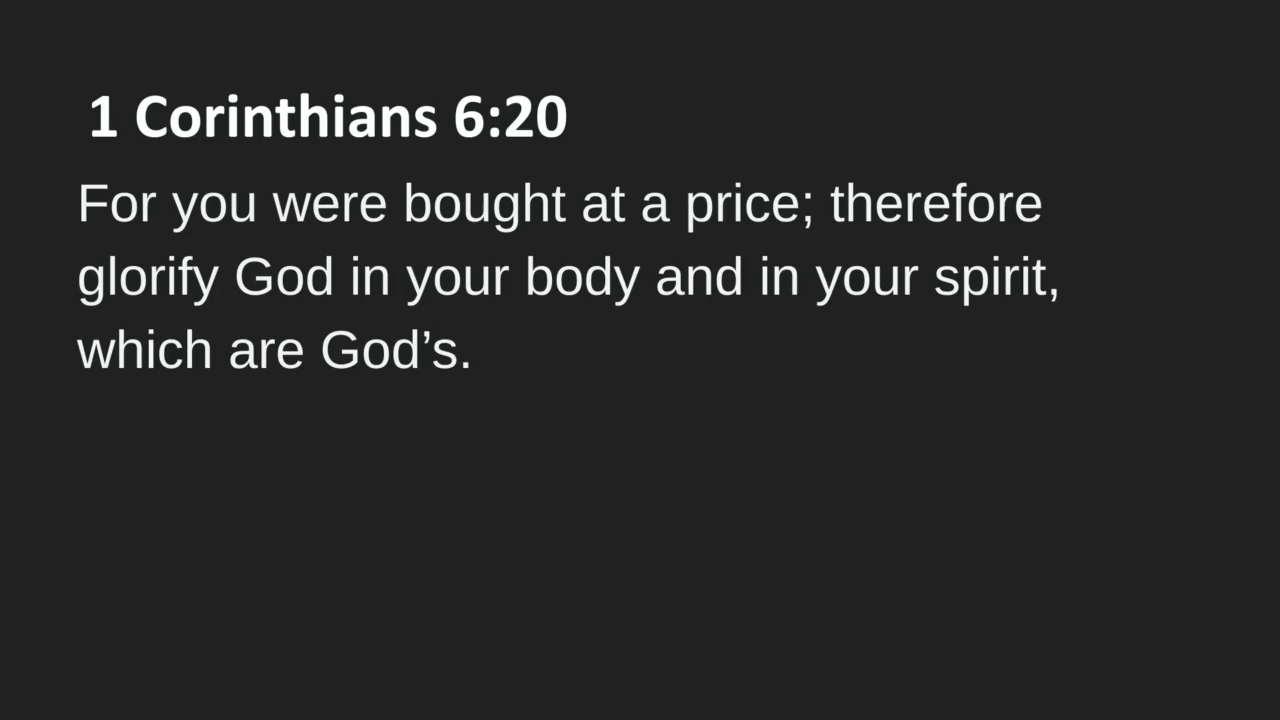 1 Corinthians 6:20
For you were bought at a price; therefore
glorify God in your body and in your spirit,
which are God’s.